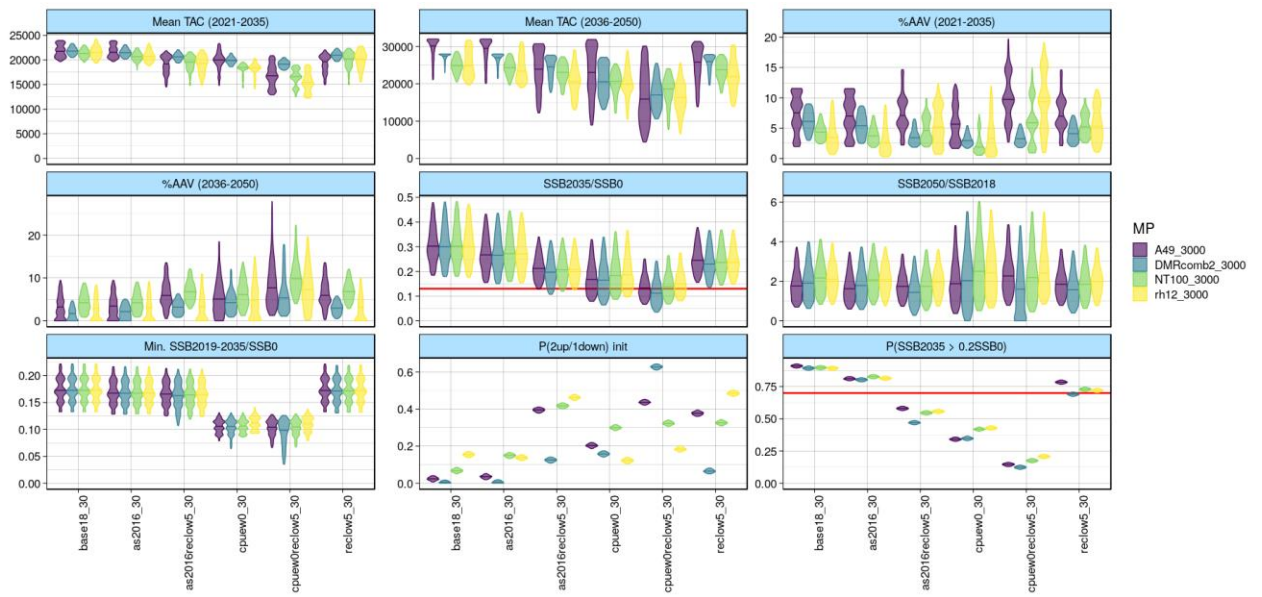 Mean TAC (2021-2035)
Mean TAC (2036-2050)
%AAV (2021-2035)
25000
20000
15000
10000
5000
0
30000
20000
10000
0
20
15
10
5
0
%AAV (2036-2050)
SSB2035/SSB0
SSB2050/SSB2018
20
10
0
0.5
0.4
0.3
0.2
0.1
0.0
6
4
2
0
MP
A49_3000
DMRcomb2_3000
NT100_3000
rh12_3000
Min. SSB2019-2035/SSB0
P(2up/1down) init
P(SSB2035 > 0.2SSB0)
0.20
0.15
0.10
0.05
0.00
0.6
0.4
0.2
0.0
0.75
0.50
0.25
0.00
base18_30
as2016_30
as2016reclow5_30
cpuew0_30
cpuew0reclow5_30
reclow5_30
base18_30
as2016_30
as2016reclow5_30
cpuew0_30
cpuew0reclow5_30
reclow5_30
base18_30
as2016_30
as2016reclow5_30
cpuew0_30
cpuew0reclow5_30
reclow5_30